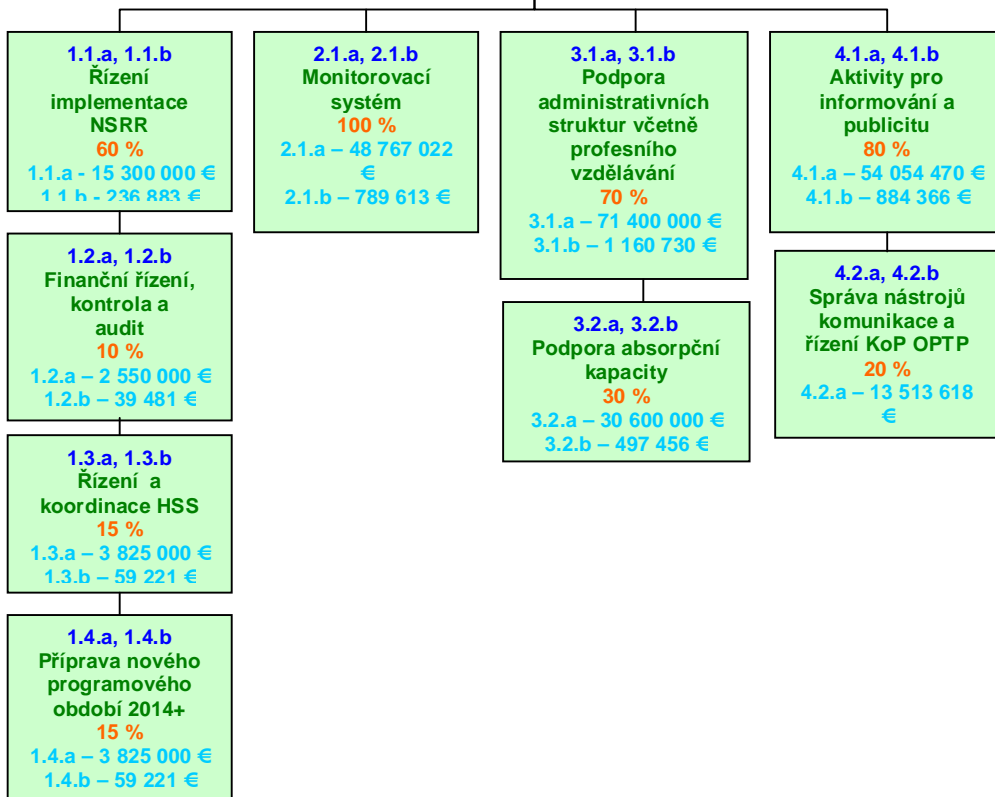 1.1.a, 1.1.b
Řízení
implementace
NSRR
60 %
1.1.a - 15 300 000 €
1.1.b - 236 883 €
1.2.a, 1.2.b
Finanční řízení,
kontrola a
audit
10 %
1.2.a – 2 550 000 €
1.2.b – 39 481 €
1.3.a, 1.3.b
Řízení a
koordinace HSS
15 %
1.3.a – 3 825 000 €
1.3.b – 59 221 €
1.4.a, 1.4.b
Příprava nového
programového
období 2014+
15 %
1.4.a – 3 825 000 €
1.4.b – 59 221 €
2.1.a, 2.1.b
Monitorovací
systém
100 %
2.1.a – 48 767 022
€
2.1.b – 789 613 €
3.1.a, 3.1.b
Podpora
administrativních
struktur včetně
profesního
vzdělávání
70 %
3.1.a – 71 400 000 €
3.1.b – 1 160 730 €
3.2.a, 3.2.b
Podpora absorpční
kapacity
30 %
3.2.a – 30 600 000 €
3.2.b – 497 456 €
4.1.a, 4.1.b
Aktivity pro
informování a
publicitu
80 %
4.1.a – 54 054 470 €
4.1.b – 884 366 €
4.2.a, 4.2.b
Správa nástrojů
komunikace a
řízení KoP OPTP
20 %
4.2.a – 13 513 618
€